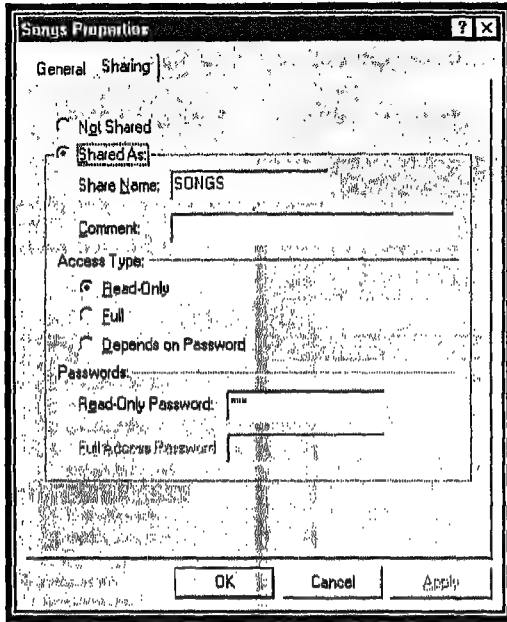 Songs Properties
General Sharing
Not Shared
Shared As:
Share Name: SONGS
Comment:
Access Type:
Read-Only
Full
Depends on Password
Passwords:
Read-Only Password: ****
Full Access Password
OK Cancel Apply